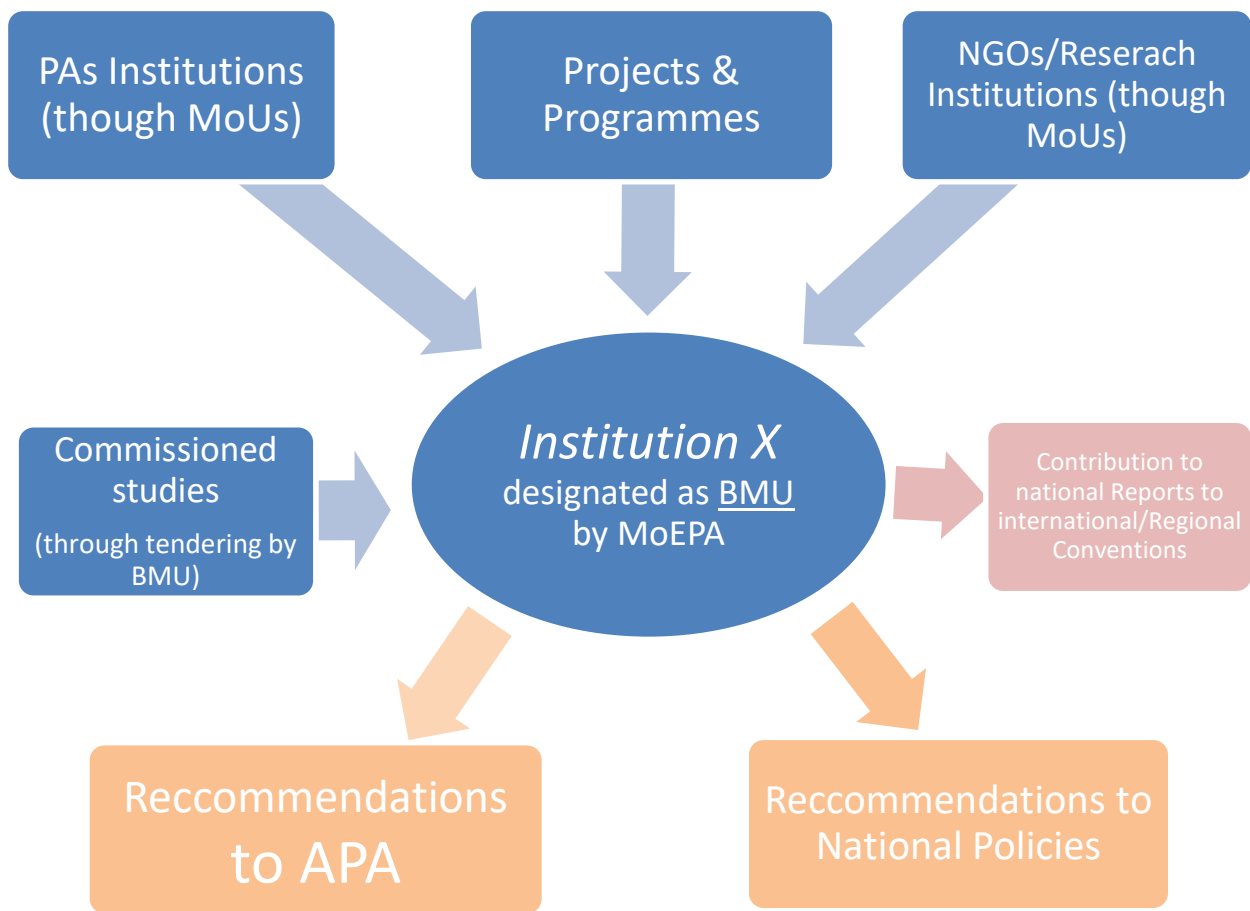 PAs Institutions
(though MoUs)
Projects &
Programmes
NGOs/Reserach
Institutions (though
MoUs)
Commissioned
studies
(through tendering by
BMU)
Institution X
designated as BMU
by MoEPA
Contribution to
national Reports to
international/Regional
Conventions
Reccommendations
to APA
Reccommendations to
National Policies